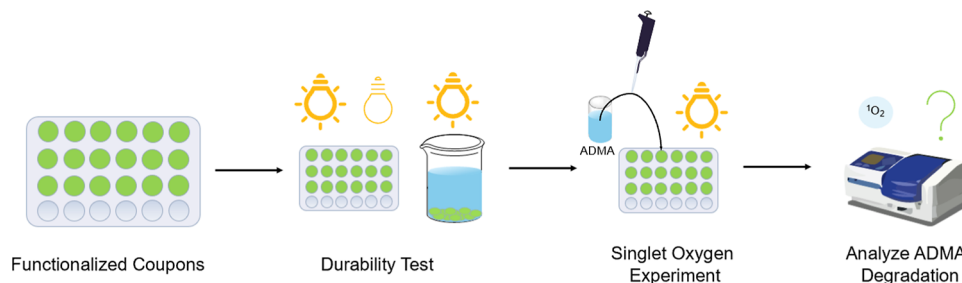 ADMA
¹O₂
Functionalized Coupons
Durability Test
Singlet Oxygen
Experiment
Analyze ADMA
Degradation